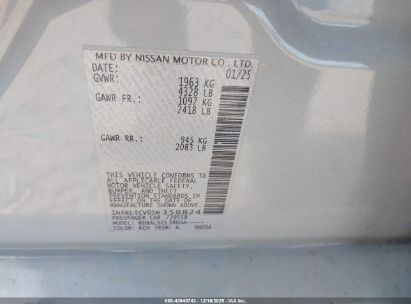 MFD BY NISSAN MOTOR CO., LTD.
DATE: 01/25
GVWR: 1963 KG
4328 LB
GAWR FR.: 1097 KG
2418 LB
GAWR RR.: 945 KG
2083 LB
THIS VEHICLE CONFORMS TO
ALL APPLICABLE FEDERAL
MOTOR VEHICLE SAFETY,
BUMPER, AND THEFT
PREVENTION STANDARDS
IN EFFECT ON THE DATE OF
MANUFACTURE SHOWN ABOVE.
1N4BL4CV0SN358824
PASSENGER CAR
COLOR: KCH TRIM: G